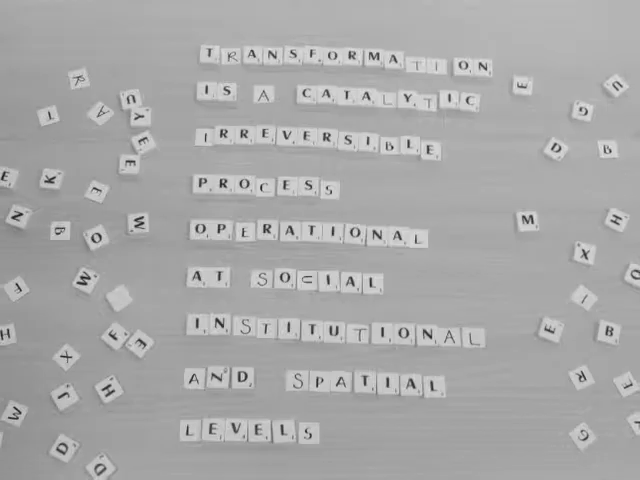 TRANSFORMATION
IS A CATALYTIC
IRREVERSIBLE
PROCESS
OPERATIONAL
AT SOCIAL
INSTITUTIONAL
AND SPATIAL
LEVELS